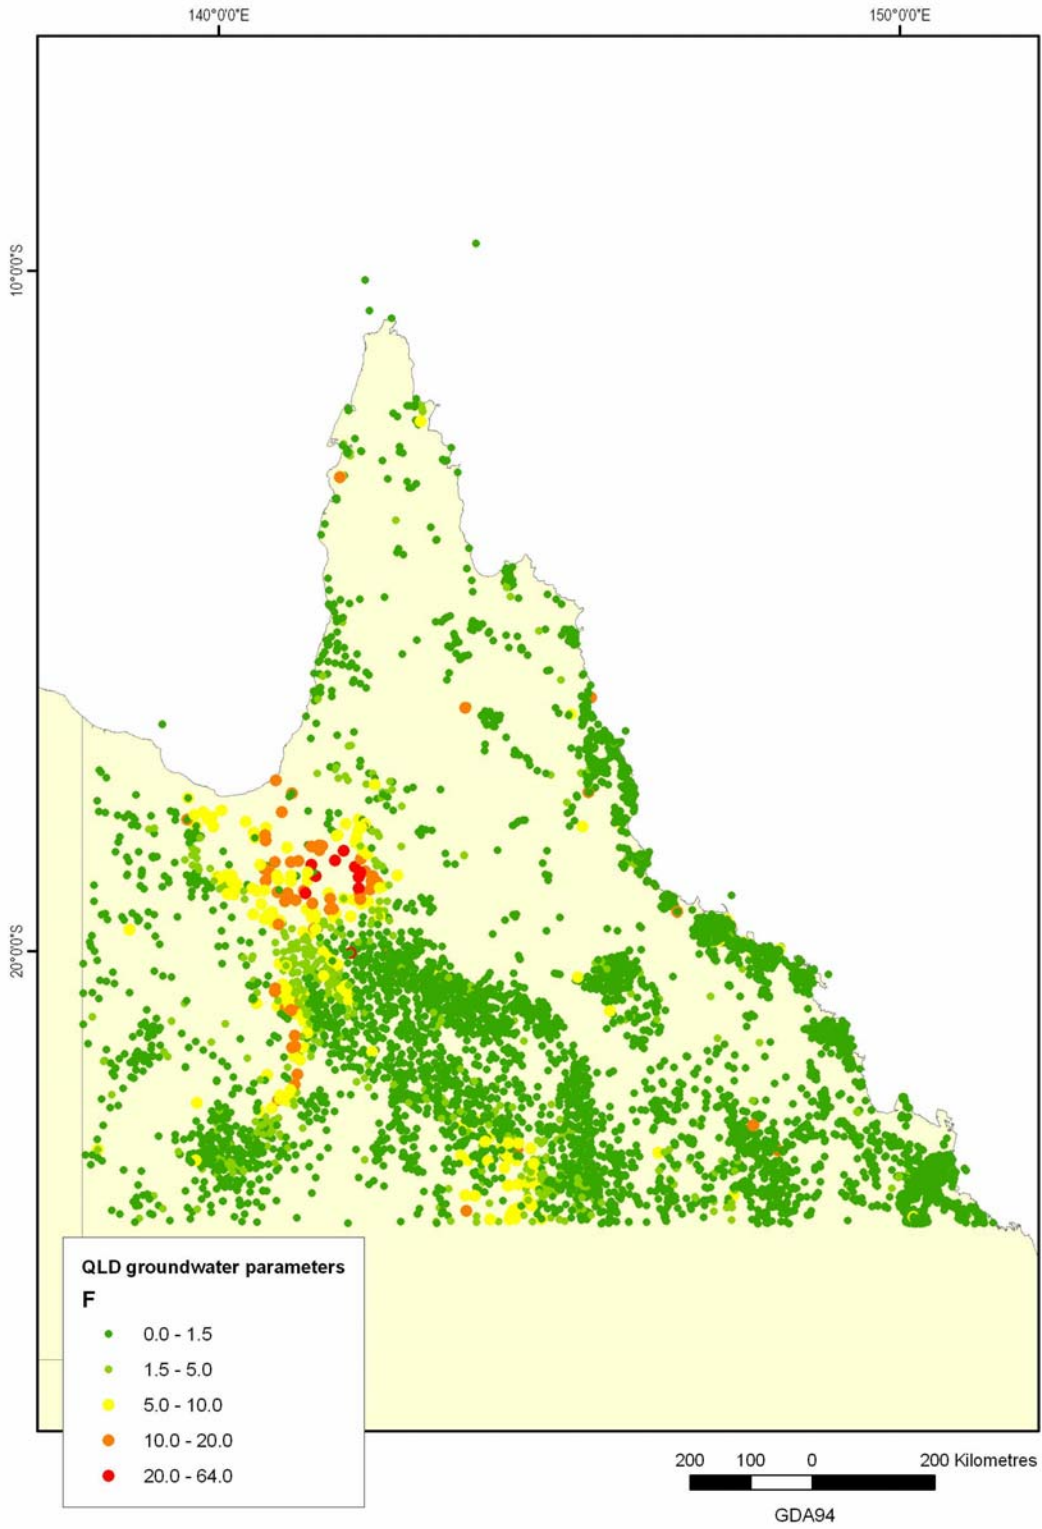 140°0'0"E 150°0'0"E
10°0'0"S
20°0'0"S
QLD groundwater parameters
F
0.0 - 1.5
1.5 - 5.0
5.0 - 10.0
10.0 - 20.0
20.0 - 64.0
200 100 0 200 Kilometres
GDA94